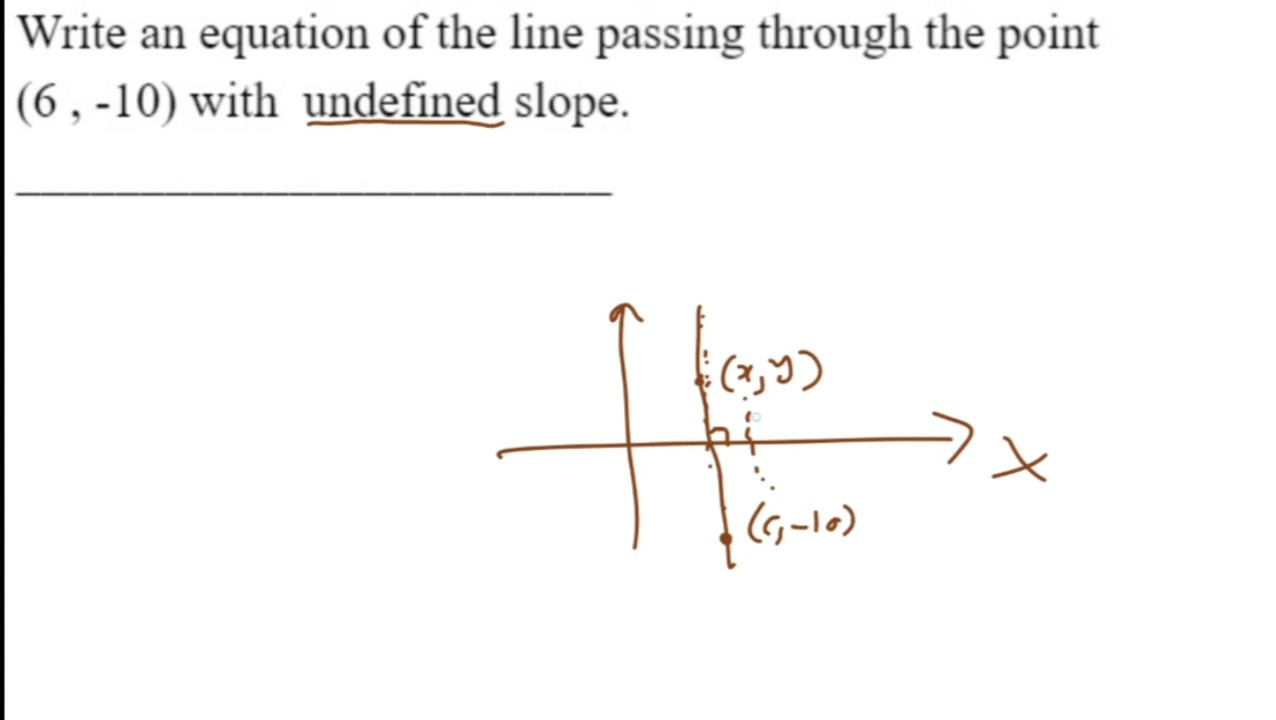 Write an equation of the line passing through the point
(6 , -10) with undefined slope.
(x,y)
X
(6,-10)